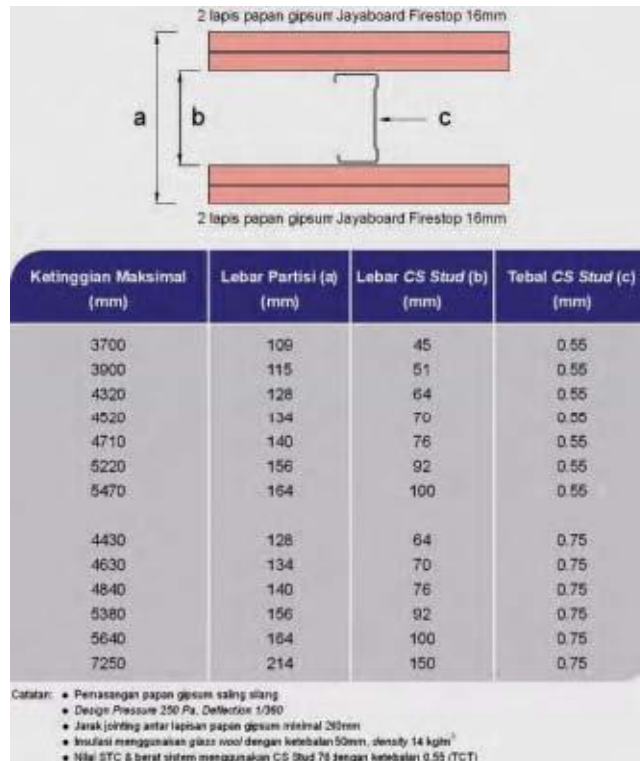 2 lapis papan gipsum Jayaboard Firestop 16mm
a
b
c
2 lapis papan gipsum Jayaboard Firestop 16mm
Ketinggian Maksimal (mm) Lebar Partisi (a) (mm) Lebar CS Stud (b) (mm) Tebal CS Stud (c) (mm)
3700 109 45 0.55
3900 115 51 0.55
4320 128 64 0.55
4520 134 70 0.55
4710 140 76 0.55
5220 156 92 0.55
5470 164 100 0.55
4430 128 64 0.75
4630 134 70 0.75
4840 140 76 0.75
5380 156 92 0.75
5640 164 100 0.75
7250 214 150 0.75
Catatan: • Pemasangan papan gipsum saling silang
• Design Pressure 250 Pa, Deflection 1/360
• Jarak jointing antar lapisan papan gipsum minimal
• Insulasi menggunakan glass wool dengan ketebalan 50mm, density 14 kg/m³
• Nilai STC & berat sistem menggunakan CS Stud 76 dengan ketebalan 0.55 (TCT)